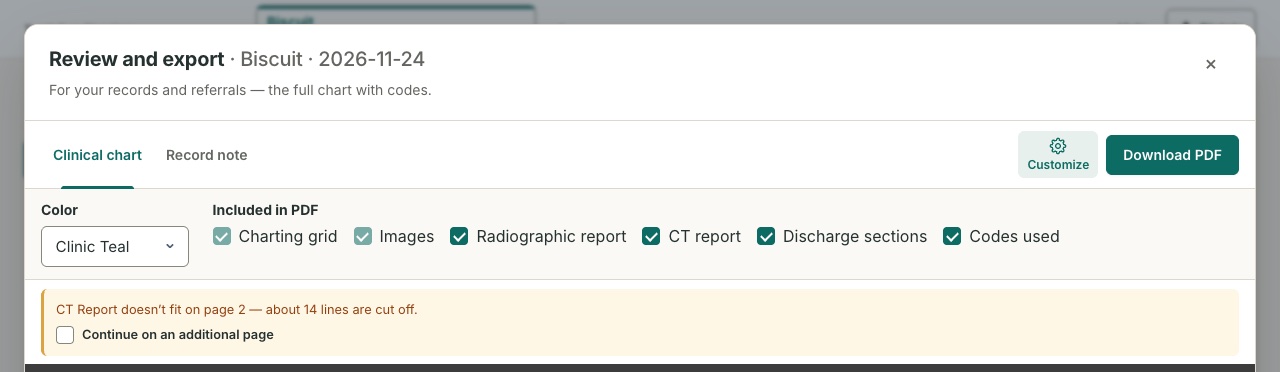 Review and export · Biscuit · 2026-11-24
For your records and referrals — the full chart with codes.
Clinical chart
Record note
Customize
Download PDF
Color
Clinic Teal
Included in PDF
Charting grid
Images
Radiographic report
CT report
Discharge sections
Codes used
CT Report doesn’t fit on page 2 — about 14 lines are cut off.
Continue on an additional page